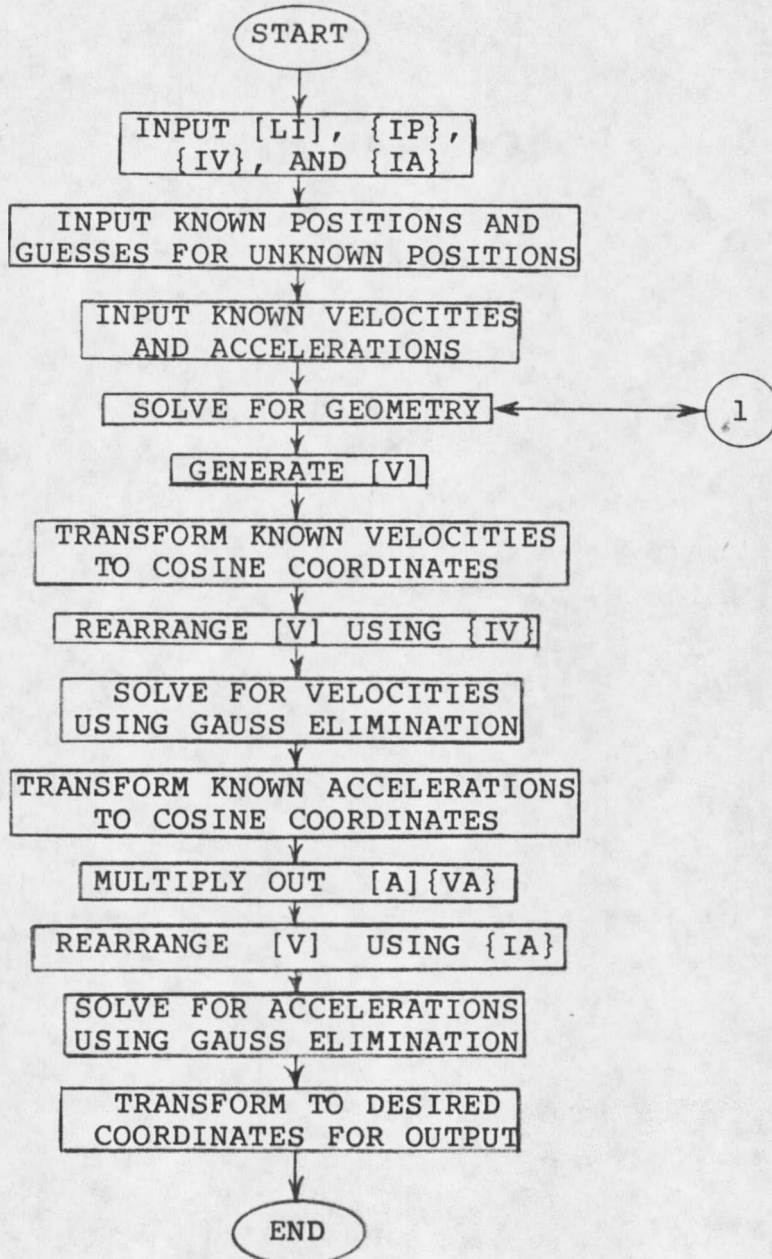 START
INPUT [LI], {IP},
{IV}, AND {IA}
INPUT KNOWN POSITIONS AND
GUESSES FOR UNKNOWN POSITIONS
INPUT KNOWN VELOCITIES
AND ACCELERATIONS
SOLVE FOR GEOMETRY
1
GENERATE [V]
TRANSFORM KNOWN VELOCITIES
TO COSINE COORDINATES
REARRANGE [V] USING {IV}
SOLVE FOR VELOCITIES
USING GAUSS ELIMINATION
TRANSFORM KNOWN ACCELERATIONS
TO COSINE COORDINATES
MULTIPLY OUT [A]{VA}
REARRANGE [V] USING {IA}
SOLVE FOR ACCELERATIONS
USING GAUSS ELIMINATION
TRANSFORM TO DESIRED
COORDINATES FOR OUTPUT
END